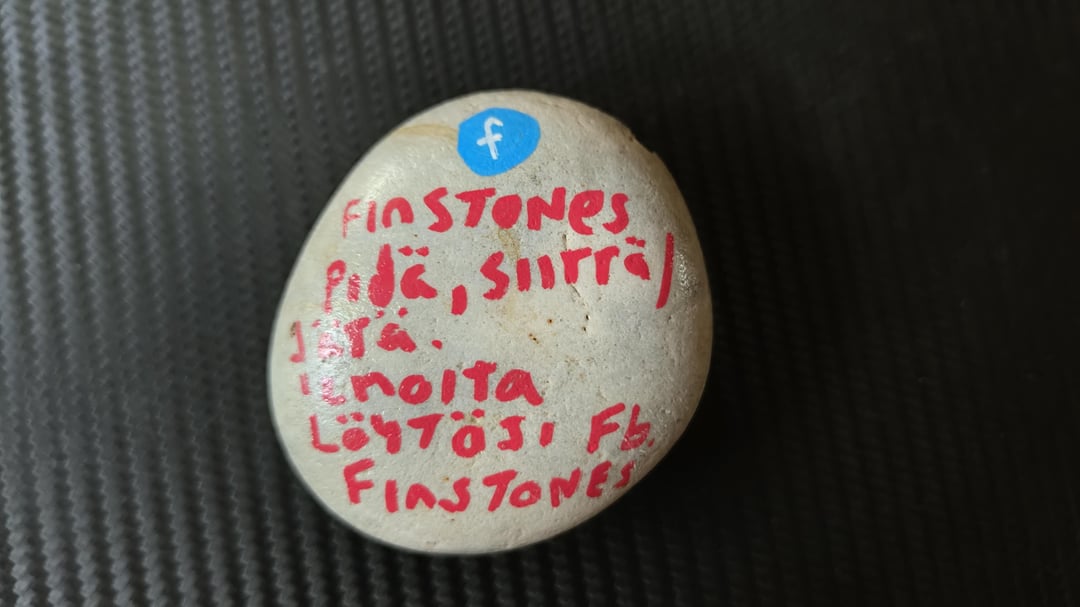 f
FINSTONES
PIDÄ, SIIRRÄ/
JÄTÄ.
ILMOITA
LÖYTÖSI FB.
FINSTONES